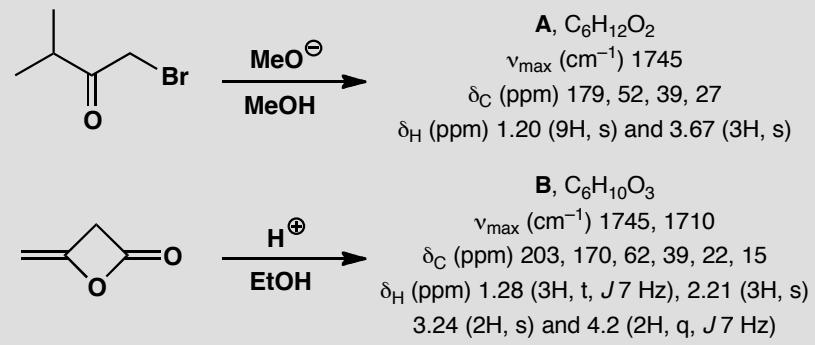 Br
O
MeO⊖
MeOH
A, C₆H₁₂O₂
νmax (cm⁻¹) 1745
δC (ppm) 179, 52, 39, 27
δH (ppm) 1.20 (9H, s) and 3.67 (3H, s)
O
O
H⊕
EtOH
B, C₆H₁₀O₃
νmax (cm⁻¹) 1745, 1710
δC (ppm) 203, 170, 62, 39, 22, 15
δH (ppm) 1.28 (3H, t, J 7 Hz), 2.21 (3H, s)
3.24 (2H, s) and 4.2 (2H, q, J 7 Hz)